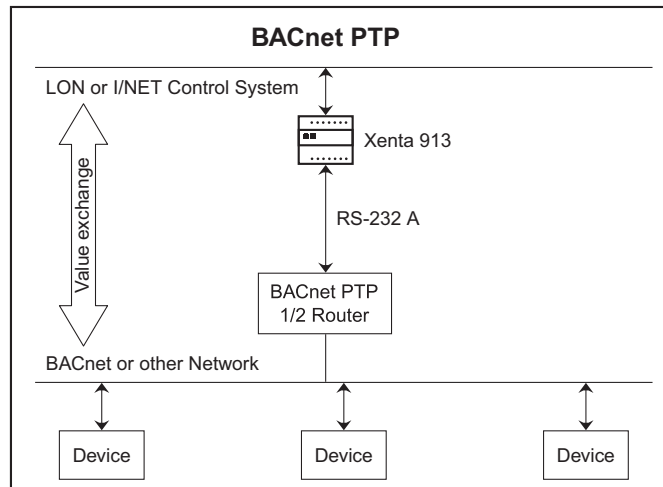 BACnet PTP
LON or I/NET Control System
Xenta 913
Value exchange
RS-232 A
BACnet PTP
1/2 Router
BACnet or other Network
Device
Device
Device